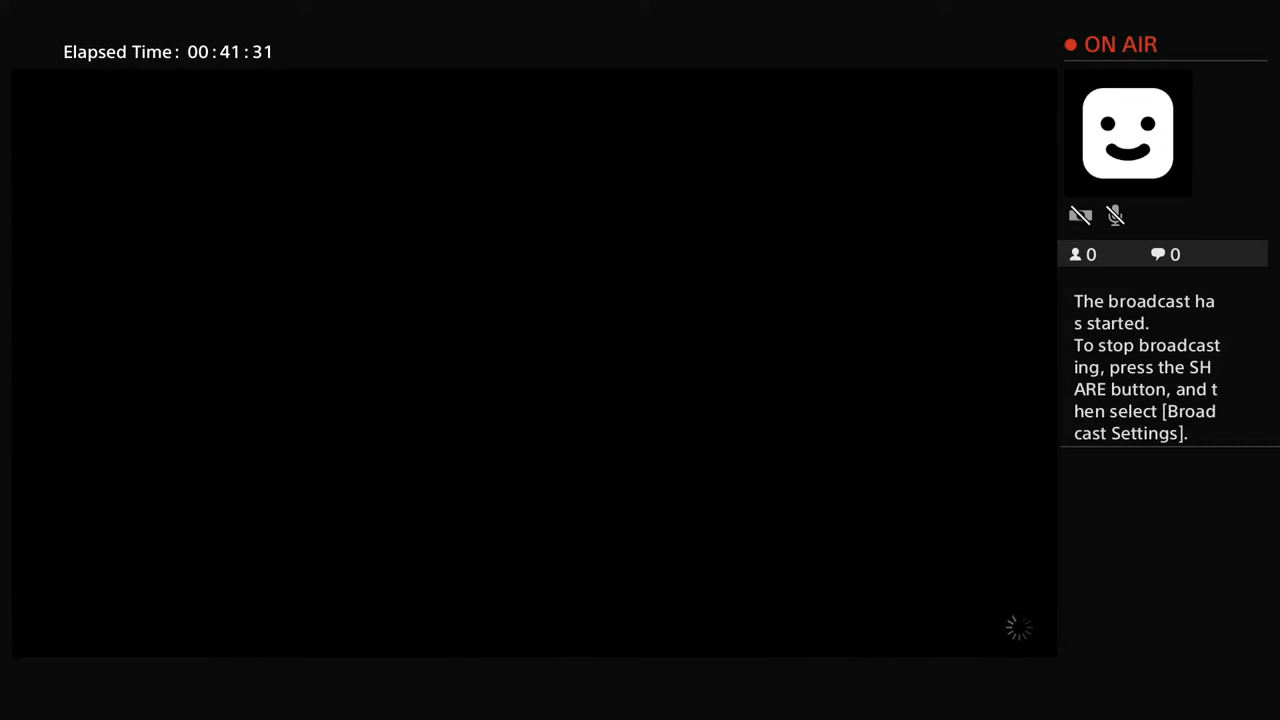 Elapsed Time: 00:41:31
ON AIR
0 0
The broadcast ha
s started.
To stop broadcast
ing, press the SH
ARE button, and t
hen select [Broad
cast Settings].